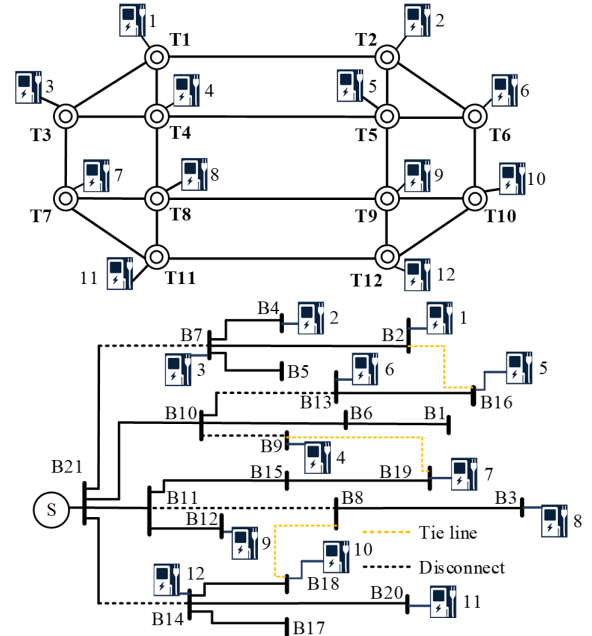 1
2
T1
T2
3
4
5
6
T3
T4
T5
T6
7
8
9
10
T7
T8
T9
T10
11
T11
T12
12
B4
2
1
B7
B2
3
B5
6
5
B13
B16
B10
B6
B1
B9
4
B21
B15
B19
7
B11
B8
B3
S
B12
8
9
Tie line
10
12
B18
Disconnect
B20
11
B14
B17